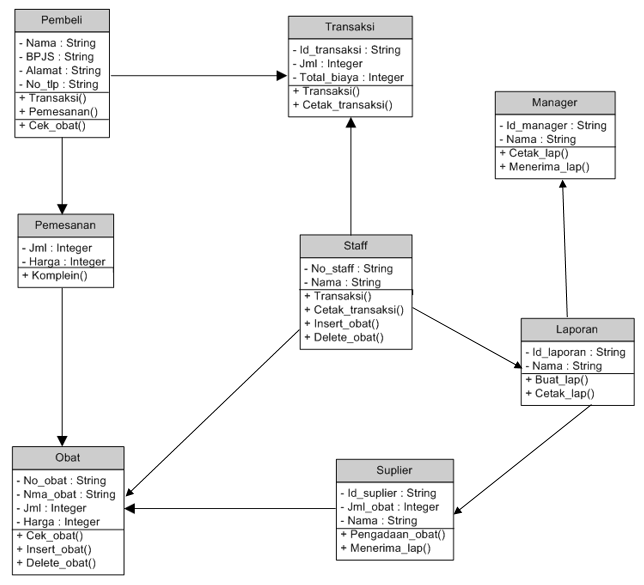 Pembeli
- Nama : String
- BPJS : String
- Alamat : String
- No_tlp : String
+ Transaksi()
+ Pemesanan()
+ Cek_obat()
Transaksi
- Id_transaksi : String
- Jml : Integer
- Total_biaya : Integer
+ Transaksi()
+ Cetak_transaksi()
Manager
- Id_manager : String
- Nama : String
+ Cetak_lap()
+ Menerima_lap()
Pemesanan
- Jml : Integer
- Harga : Integer
+ Komplein()
Staff
- No_staff : String
- Nama : String
+ Transaksi()
+ Cetak_transaksi()
+ Insert_obat()
+ Delete_obat()
Laporan
- Id_laporan : String
- Nama : String
+ Buat_lap()
+ Cetak_lap()
Obat
- No_obat : String
- Nma_obat : String
- Jml : Integer
- Harga : Integer
+ Cek_obat()
+ Insert_obat()
+ Delete_obat()
Suplier
- Id_suplier : String
- Jml_obat : Integer
- Nama : String
+ Pengadaan_obat()
+ Menerima_lap()